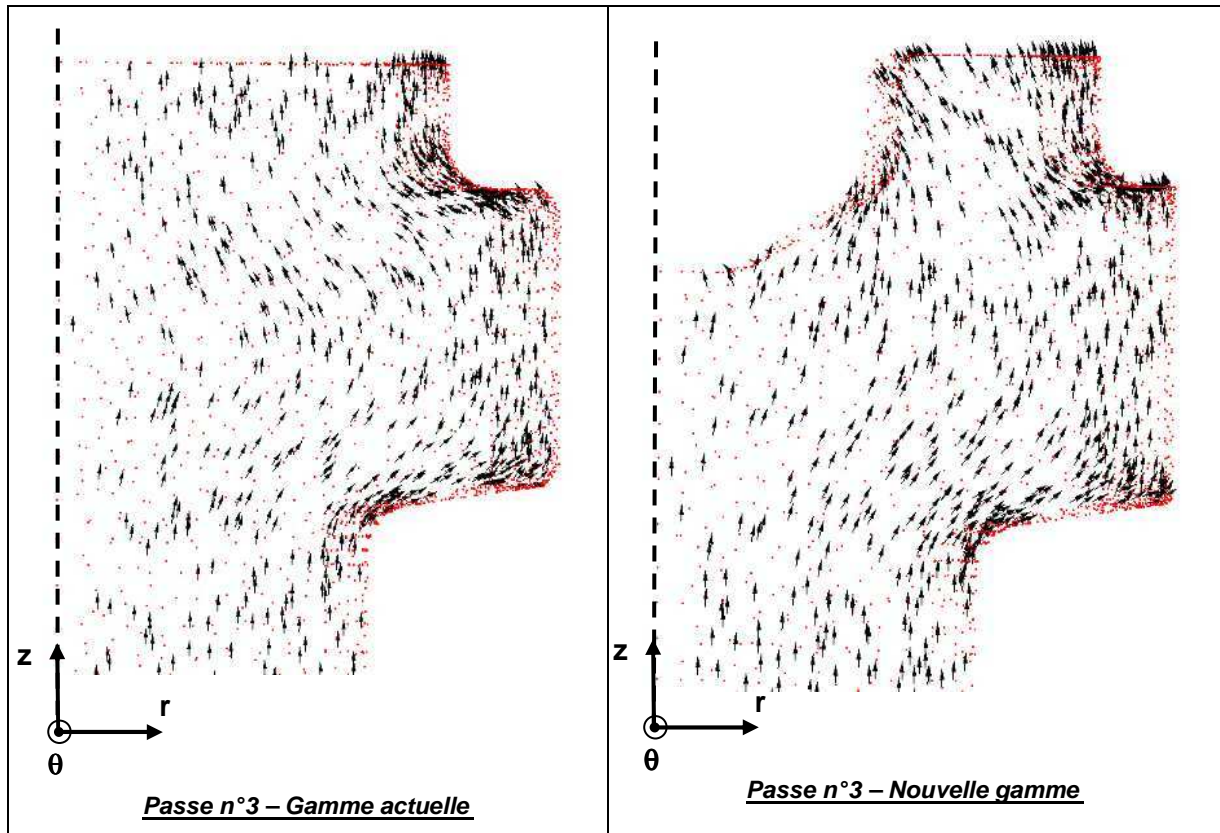 z
r
θ
Passe n°3 – Gamme actuelle
z
r
θ
Passe n°3 – Nouvelle gamme